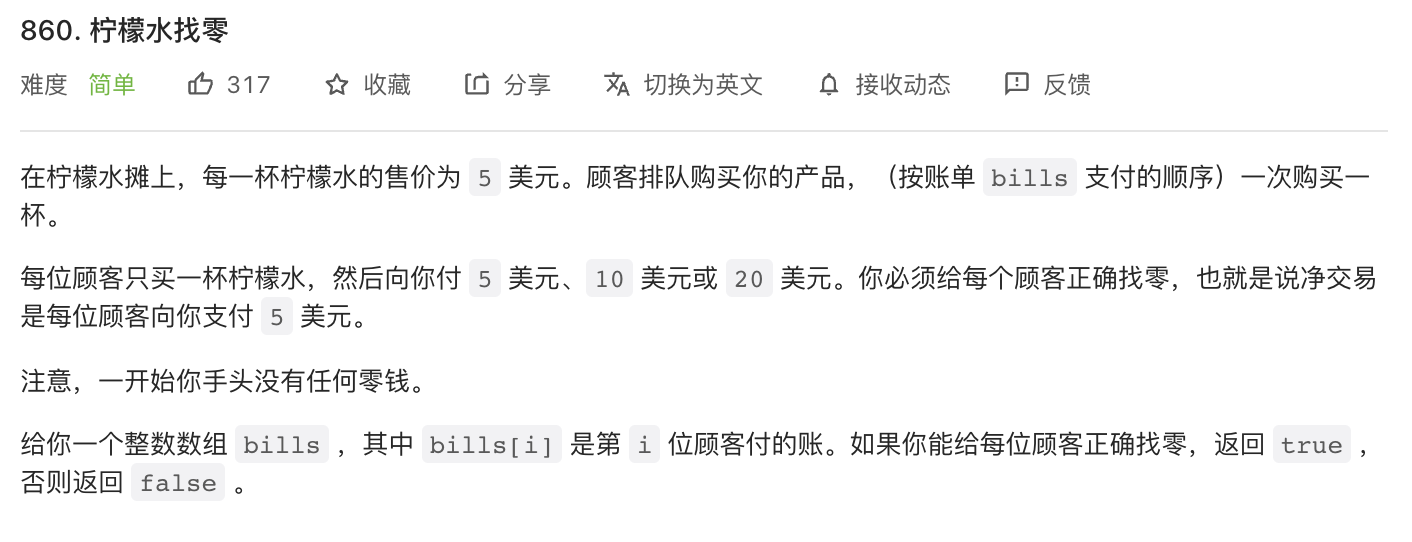 860. 柠檬水找零
难度 简单 317 收藏 分享 切换为英文 接收动态 反馈
在柠檬水摊上，每一杯柠檬水的售价为 5 美元。顾客排队购买你的产品，（按账单 bills 支付的顺序）一次购买一
杯。
每位顾客只买一杯柠檬水，然后向你付 5 美元、10 美元或 20 美元。你必须给每个顾客正确找零，也就是说净交易
是每位顾客向你支付 5 美元。
注意，一开始你手头没有任何零钱。
给你一个整数数组 bills ，其中 bills[i] 是第 i 位顾客付的账。如果你能给每位顾客正确找零，返回 true ，
否则返回 false 。